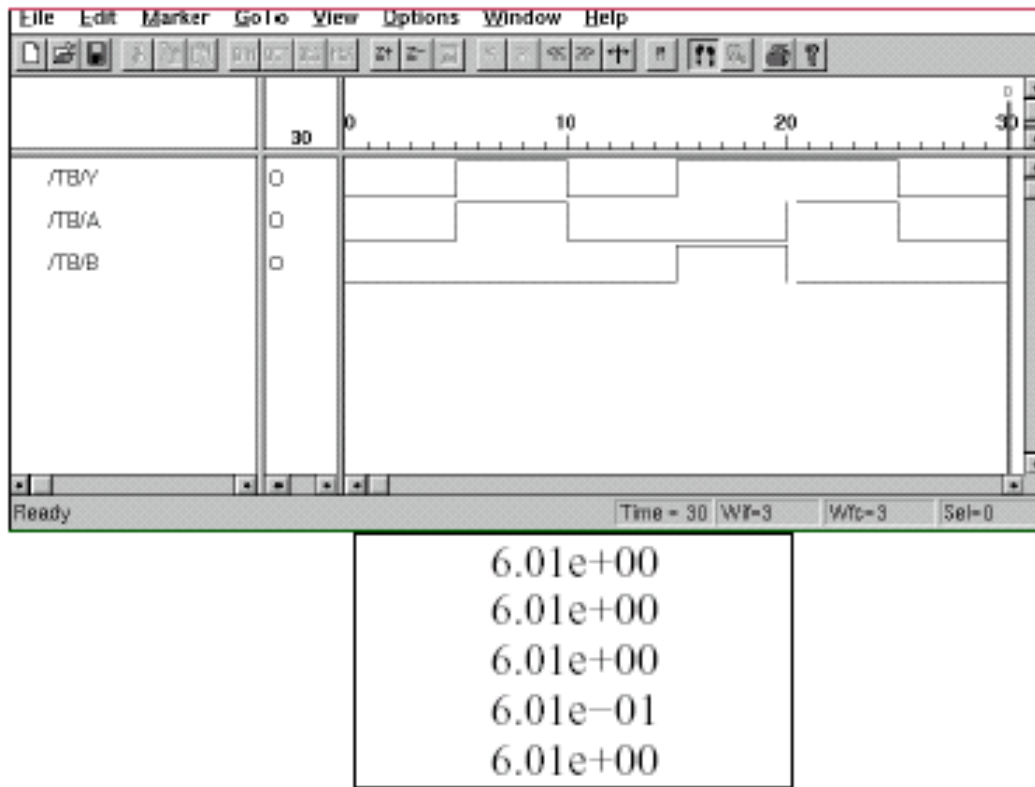 File Edit Marker GoTo View Options Window Help
0 10 20 30
30
/TB/Y 0
/TB/A 0
/TB/B 0
Ready Time = 30 Wif=3 Wfc=3 Sel=0
6.01e+00
6.01e+00
6.01e+00
6.01e−01
6.01e+00